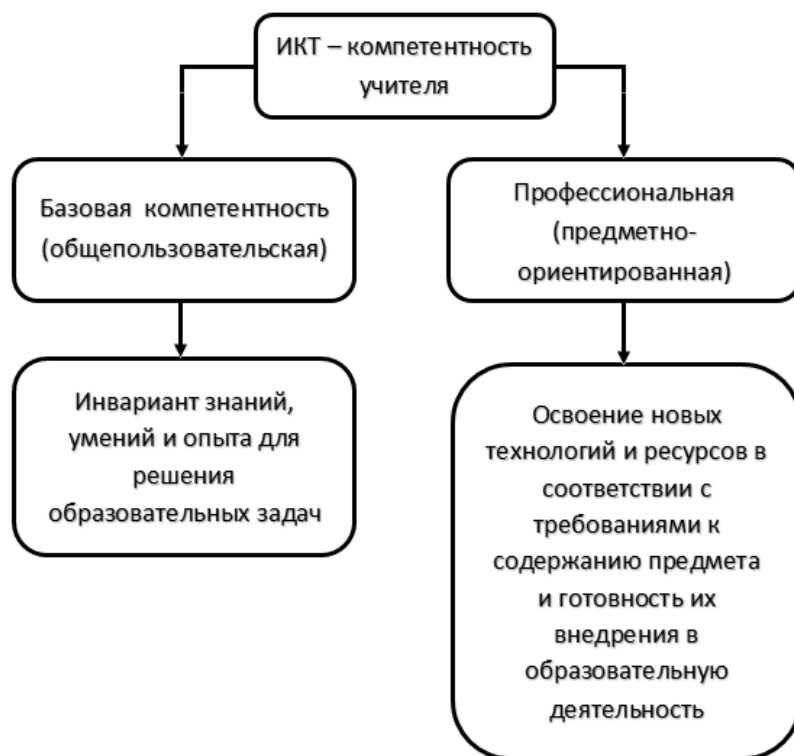 ИКТ – компетентность
учителя
Базовая компетентность
(общепользовательская)
Профессиональная
(предметно-
ориентированная)
Инвариант знаний,
умений и опыта для
решения
образовательных задач
Освоение новых
технологий и ресурсов в
соответствии с
требованиями к
содержанию предмета
и готовность их
внедрения в
образовательную
деятельность